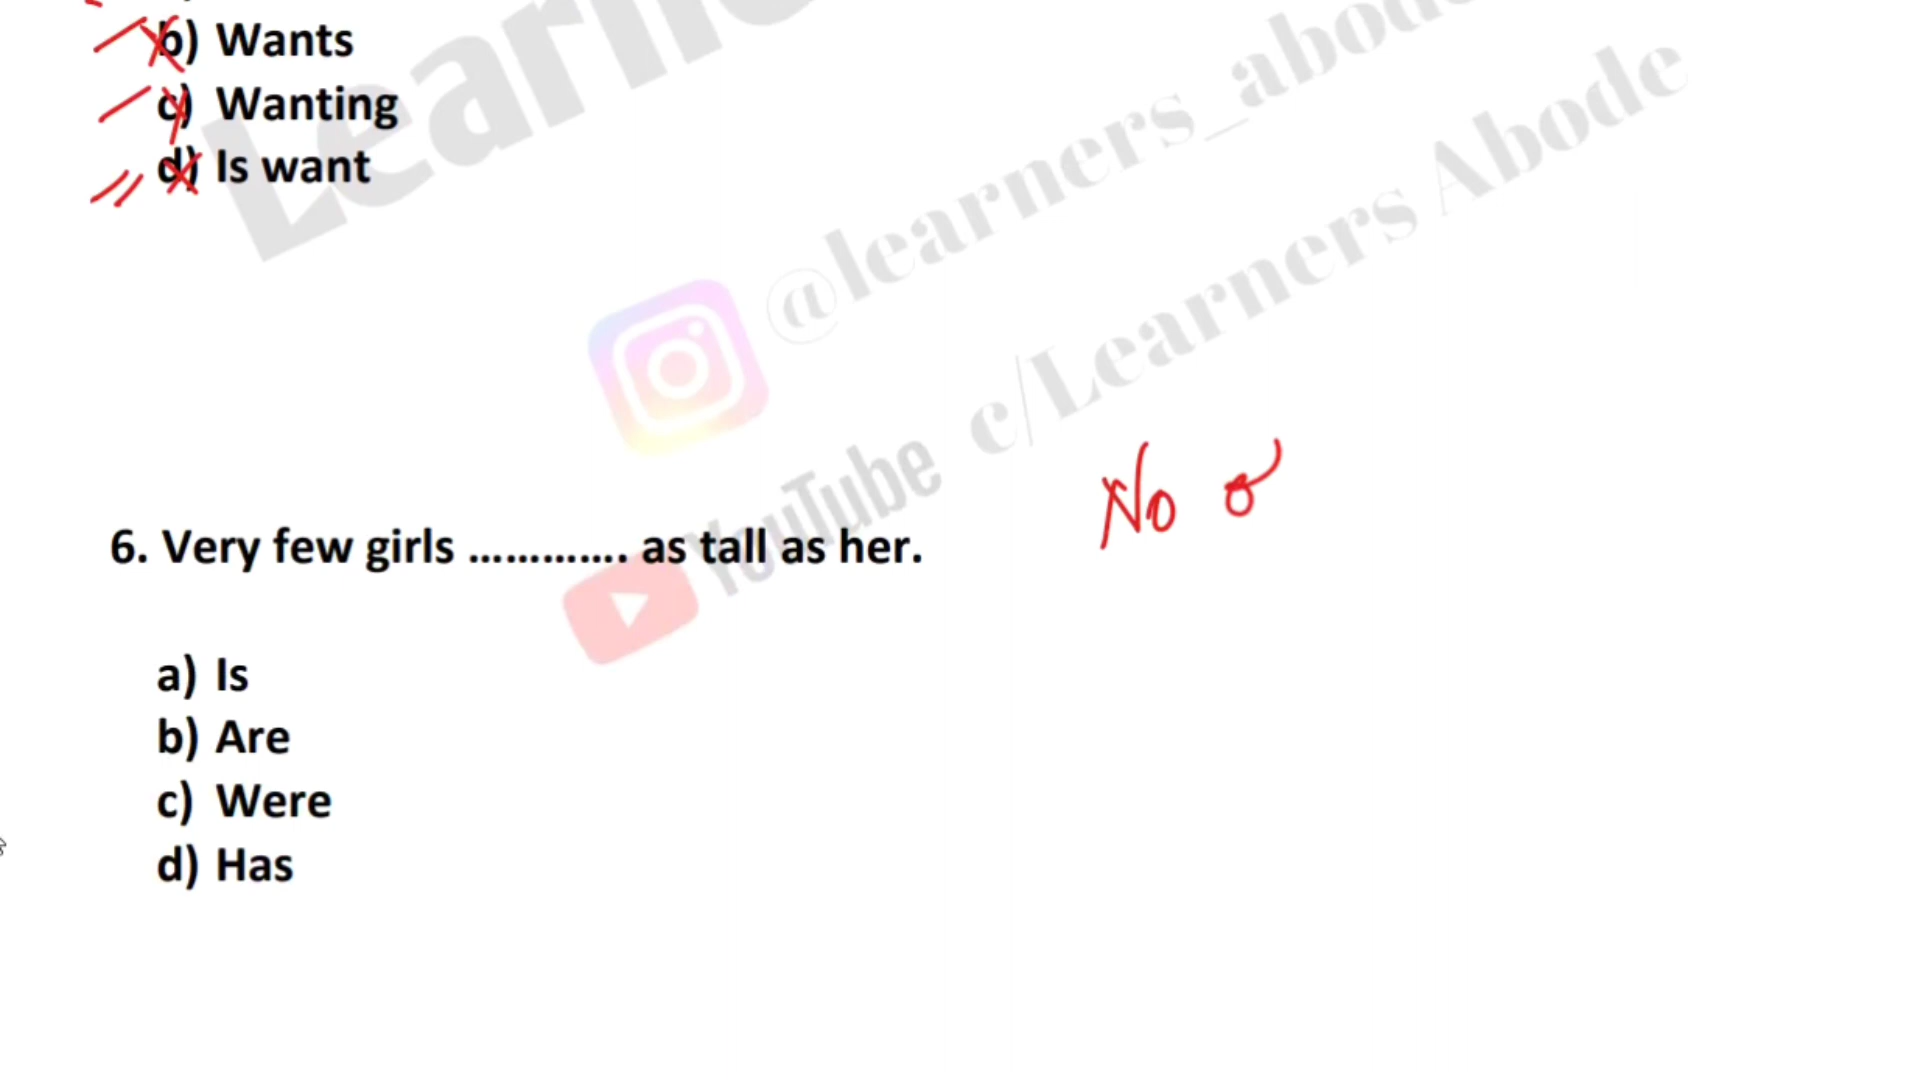 b) Wants
c) Wanting
d) Is want
Learne
@learners_abode
YouTube c/Learners Abode
No
6. Very few girls ............. as tall as her.
a) Is
b) Are
c) Were
d) Has